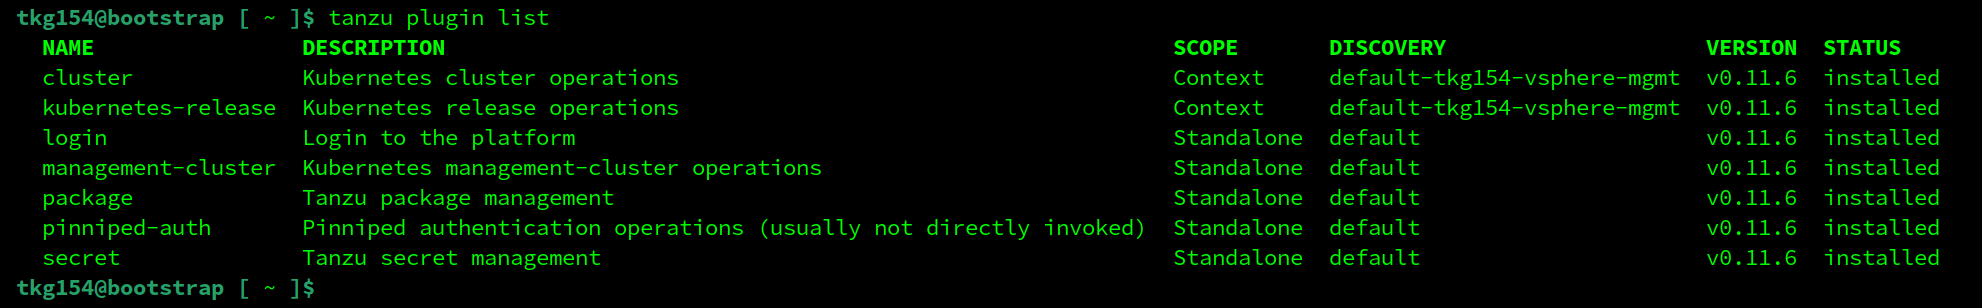 tkg154@bootstrap [ ~ ]$ tanzu plugin list
NAME DESCRIPTION SCOPE DISCOVERY VERSION STATUS
cluster Kubernetes cluster operations Context default-tkg154-vsphere-mgmt v0.11.6 installed
kubernetes-release Kubernetes release operations Context default-tkg154-vsphere-mgmt v0.11.6 installed
login Login to the platform Standalone default v0.11.6 installed
management-cluster Kubernetes management-cluster operations Standalone default v0.11.6 installed
package Tanzu package management Standalone default v0.11.6 installed
pinniped-auth Pinniped authentication operations (usually not directly invoked) Standalone default v0.11.6 installed
secret Tanzu secret management Standalone default v0.11.6 installed
tkg154@bootstrap [ ~ ]$